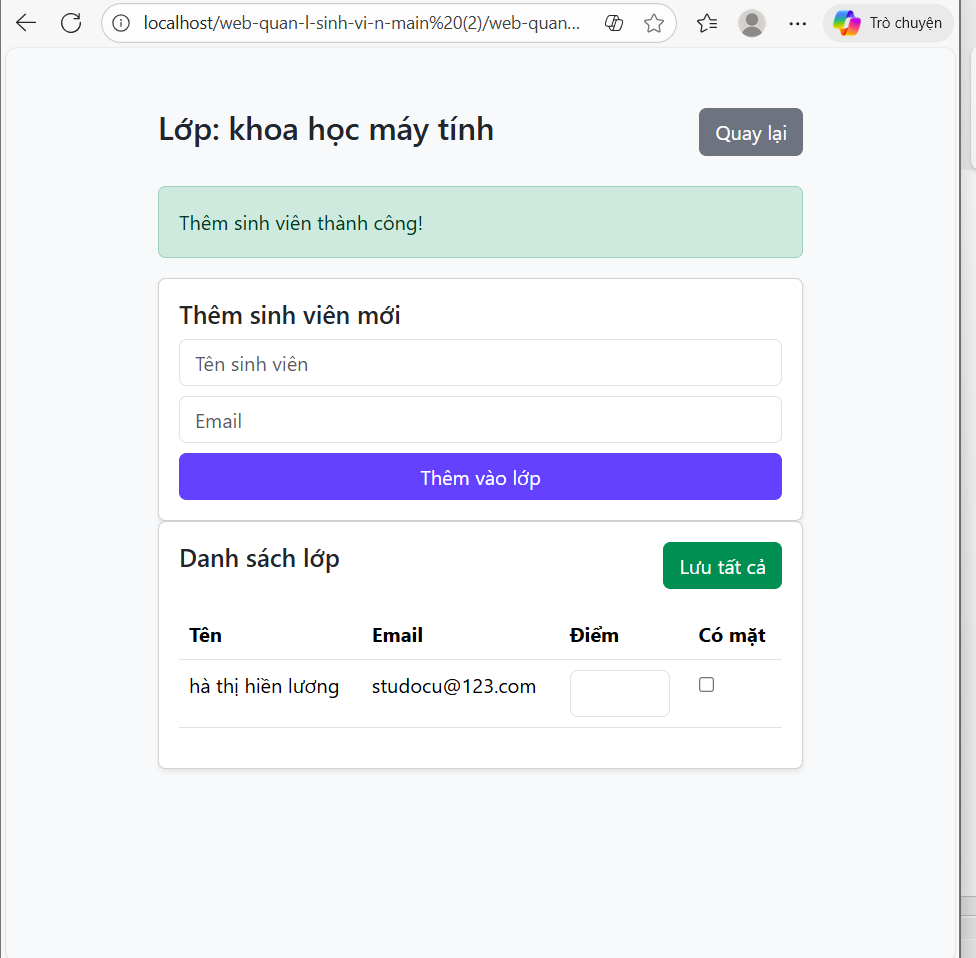 localhost/web-quan-l-sinh-vi-n-main%20(2)/web-quan...
Trò chuyện
Lớp: khoa học máy tính
Quay lại
Thêm sinh viên thành công!
Thêm sinh viên mới
Tên sinh viên
Email
Thêm vào lớp
Danh sách lớp
Lưu tất cả
Tên Email Điểm Có mặt
hà thị hiền lương studocu@123.com